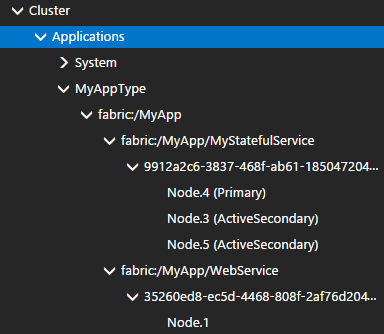 Cluster
Applications
System
MyAppType
fabric:/MyApp
fabric:/MyApp/MyStatefulService
9912a2c6-3837-468f-ab61-185047204...
Node.4 (Primary)
Node.3 (ActiveSecondary)
Node.5 (ActiveSecondary)
fabric:/MyApp/WebService
35260ed8-ec5d-4468-808f-2af76d204...
Node.1